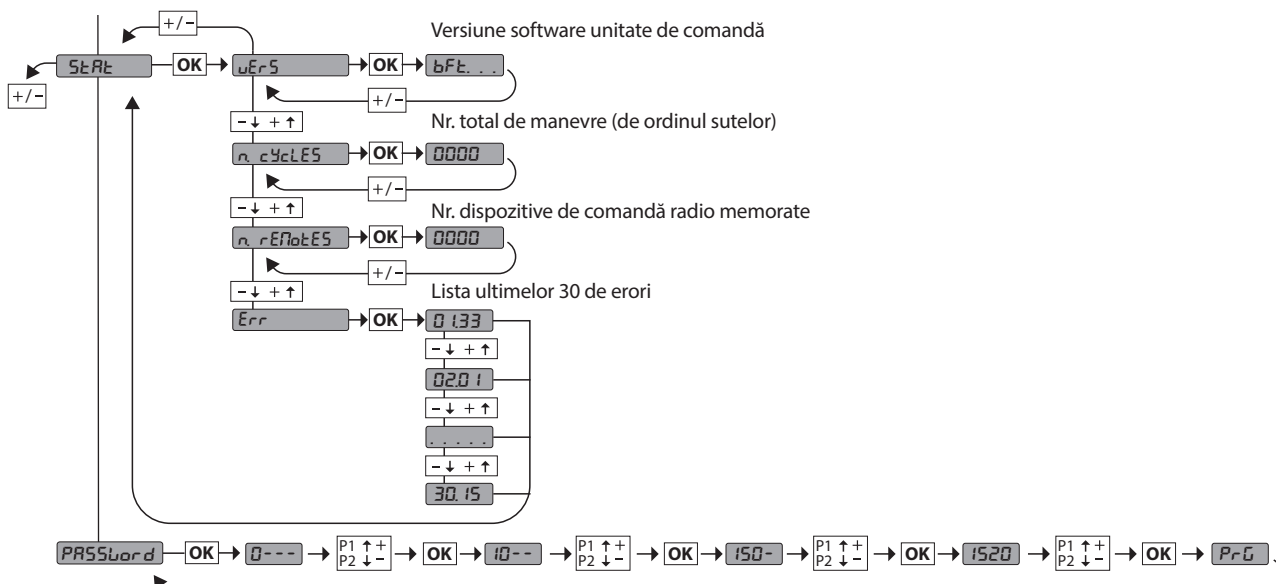 +/-
Versiune software unitate de comandă
StAt OK vErS OK bFt. . .
+/-
+/-
- ↓ + ↑
Nr. total de manevre (de ordinul sutelor)
n. cYcLES OK 0000
+/-
- ↓ + ↑
Nr. dispozitive de comandă radio memorate
n. rEMotES OK 0000
+/-
- ↓ + ↑
Lista ultimelor 30 de erori
Err OK 01.33
- ↓ + ↑
02.01
- ↓ + ↑
. . . . .
- ↓ + ↑
30.15
PASSword OK 0--- P1 ↑ + OK 10-- P1 ↑ + OK 150- P1 ↑ + OK 1520 P1 ↑ + OK PrG
P2 ↓ - P2 ↓ - P2 ↓ - P2 ↓ -